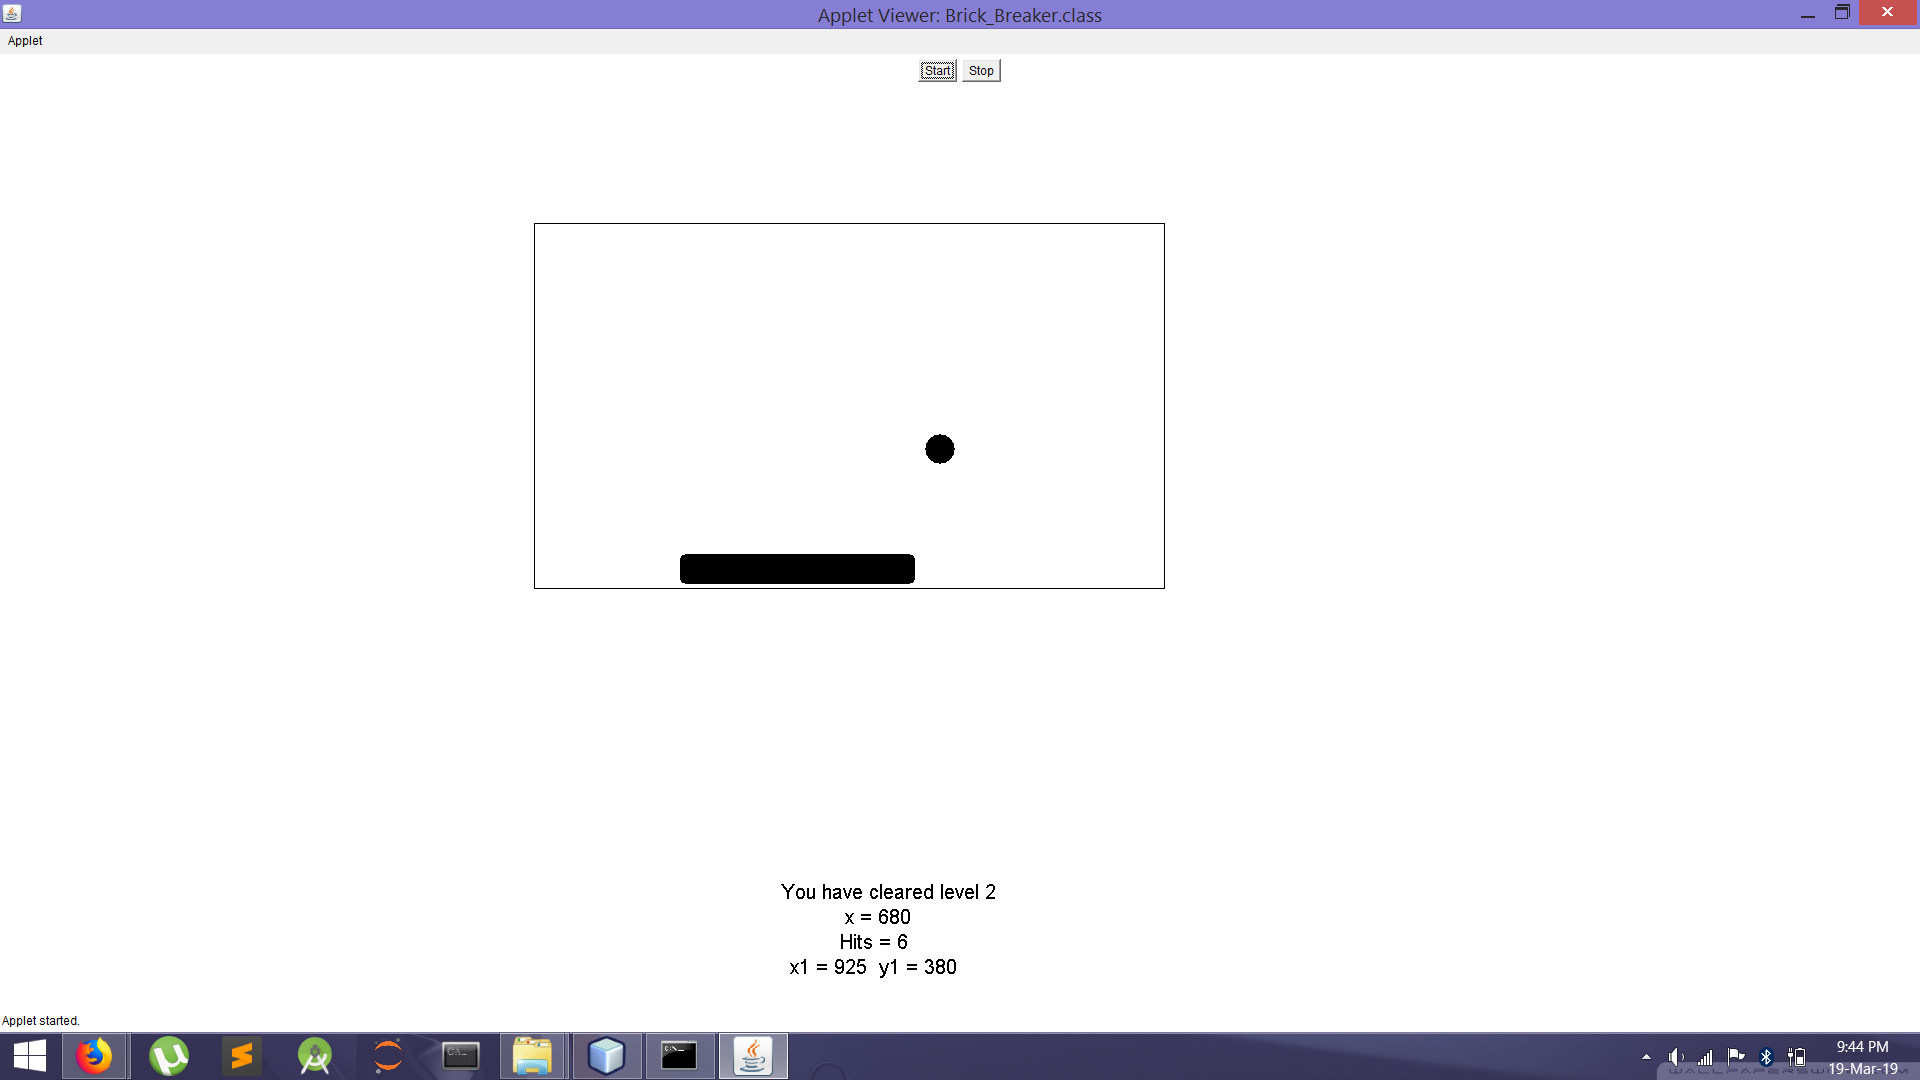 Applet Viewer: Brick_Breaker.class
Applet
Start Stop
You have cleared level 2
x = 680
Hits = 6
x1 = 925 y1 = 380
Applet started.
9:44 PM
19-Mar-19